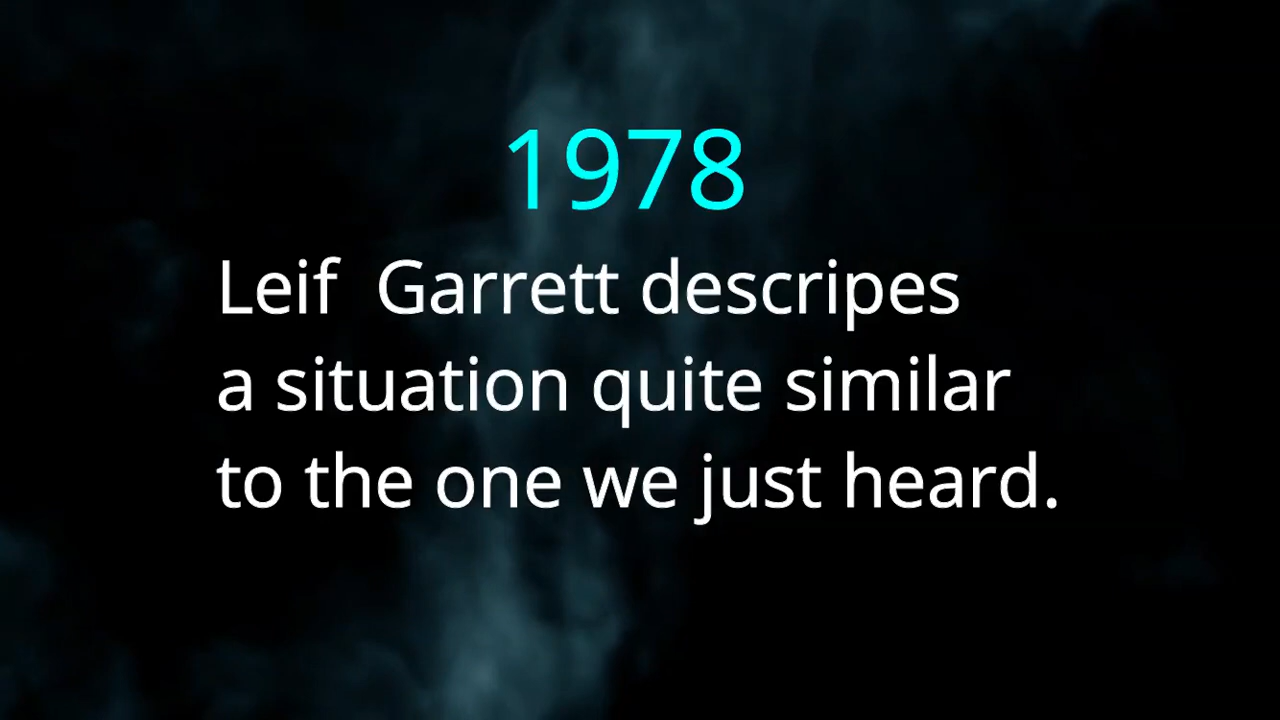 1978
Leif  Garrett descripes
a situation quite similar
to the one we just heard.